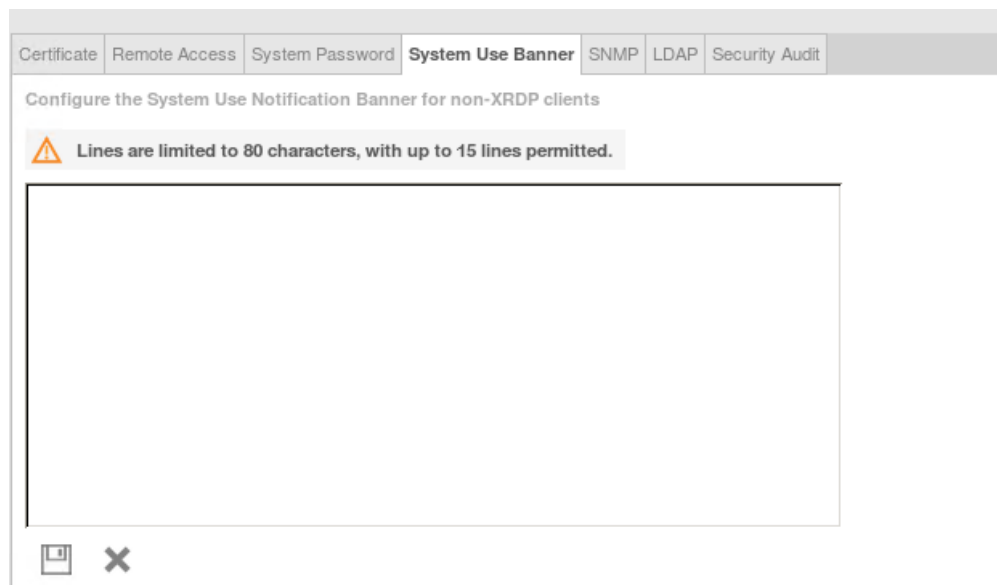 Certificate Remote Access System Password System Use Banner SNMP LDAP Security Audit
Configure the System Use Notification Banner for non-XRDP clients
Lines are limited to 80 characters, with up to 15 lines permitted.